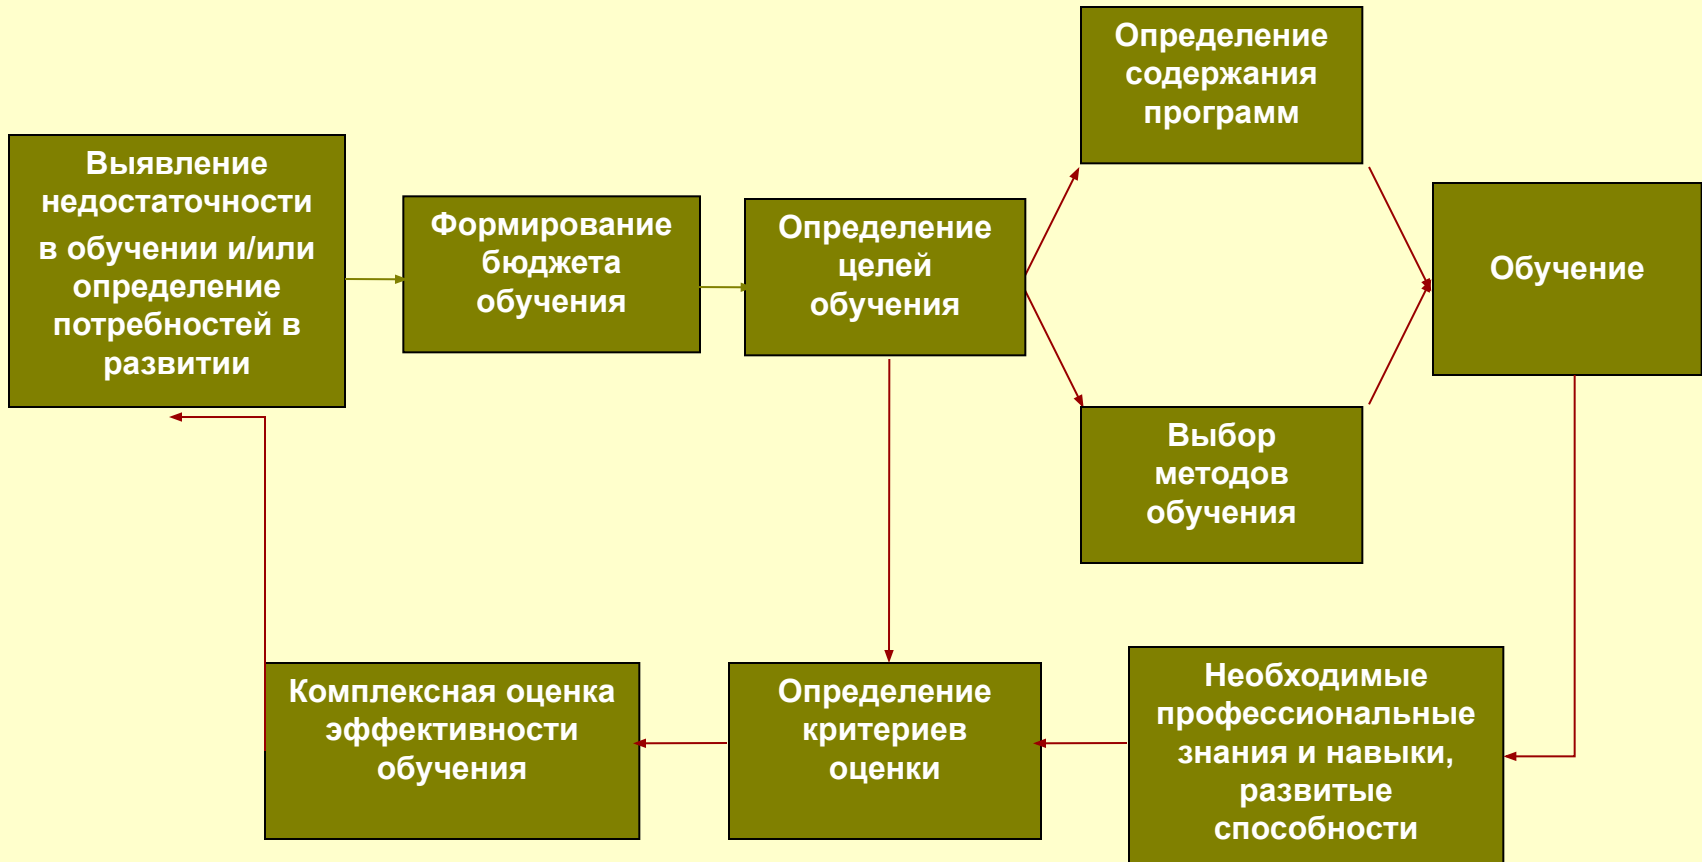 Выявление
недостаточности
в обучении и/или
определение
потребностей в
развитии
Формирование
бюджета
обучения
Определение
целей
обучения
Определение
содержания
программ
Выбор
методов
обучения
Обучение
Комплексная оценка
эффективности
обучения
Определение
критериев
оценки
Необходимые
профессиональные
знания и навыки,
развитые
способности